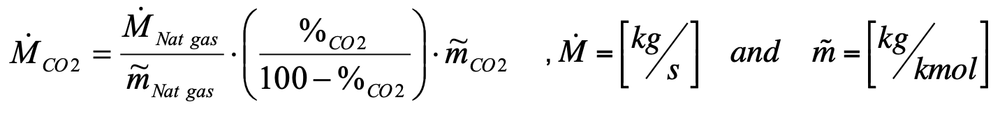 Ṁ_CO2 = Ṁ_Nat gas / m̃_Nat gas · (%_CO2 / (100 − %_CO2)) · m̃_CO2 , Ṁ = [kg/s] and m̃ = [kg/kmol]